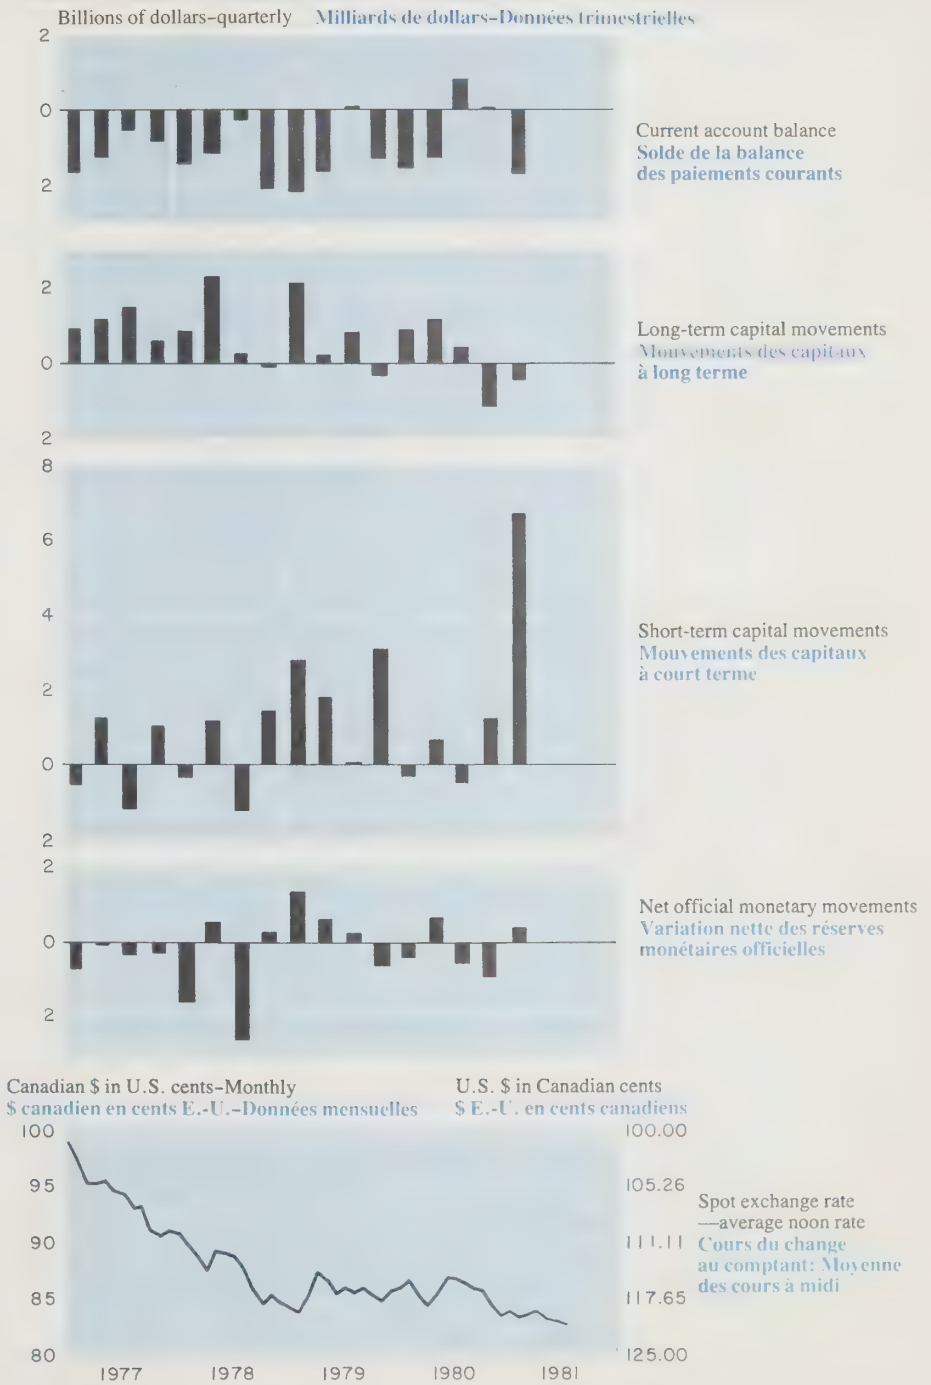 Billions of dollars–quarterly Milliards de dollars–Données trimestrielles
2
0
2
Current account balance
Solde de la balance
des paiements courants
2
0
2
Long-term capital movements
Mouvements des capitaux
à long terme
8
6
4
2
0
2
Short-term capital movements
Mouvements des capitaux
à court terme
2
0
2
Net official monetary movements
Variation nette des réserves
monétaires officielles
Canadian $ in U.S. cents–Monthly U.S. $ in Canadian cents
$ canadien en cents E.-U.–Données mensuelles $ E.-U. en cents canadiens
100 100.00
95 105.26
90 111.11
85 117.65
80 125.00
Spot exchange rate
—average noon rate
Cours du change
au comptant: Moyenne
des cours à midi
1977 1978 1979 1980 1981